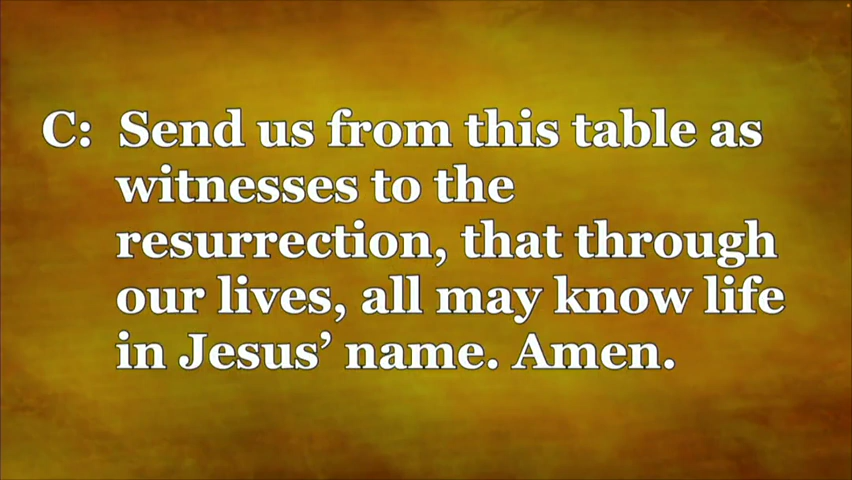 C: Send us from this table as
witnesses to the
resurrection, that through
our lives, all may know life
in Jesus’ name. Amen.